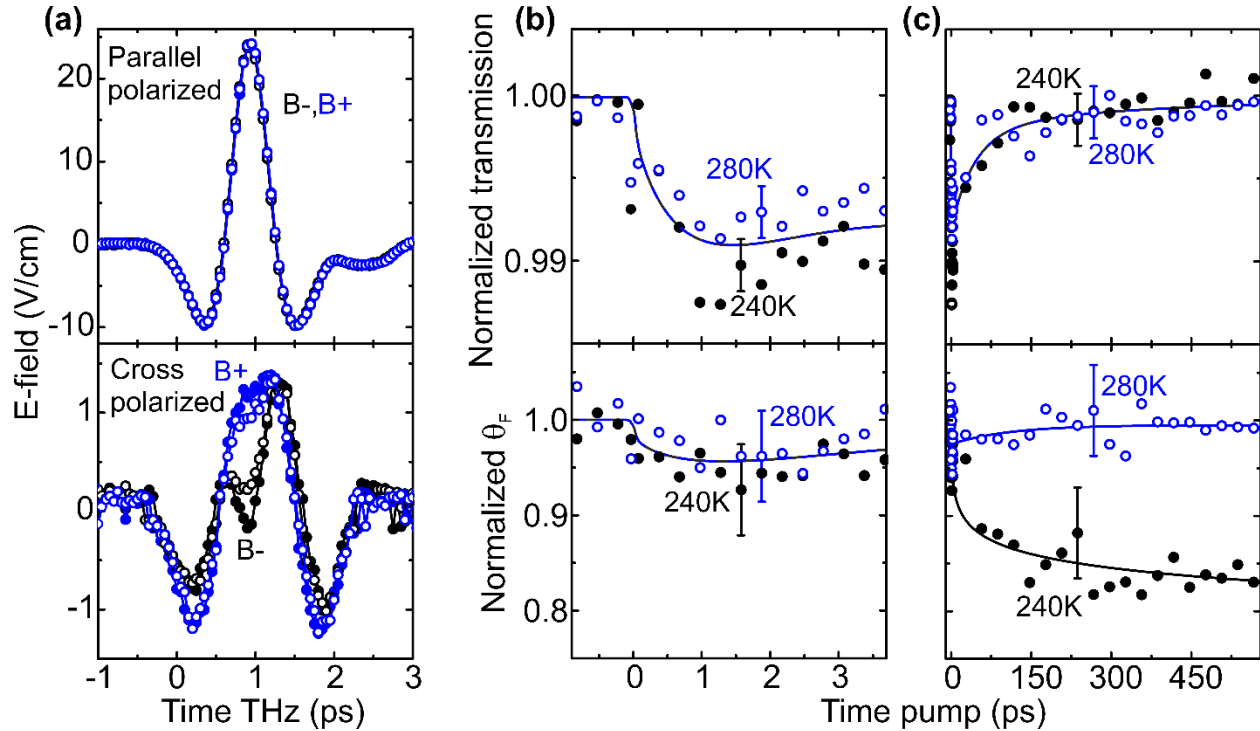 (a)
(b)
(c)
Parallel
polarized
B-,B+
20
10
0
-10
E-field (V/cm)
Cross
polarized
B+
B-
1
0
-1
-1
0
1
2
3
Time THz (ps)
Normalized transmission
1.00
0.99
280K
240K
Normalized θF
1.0
0.9
0.8
280K
240K
0
1
2
3
240K
280K
280K
240K
0
150
300
450
Time pump (ps)